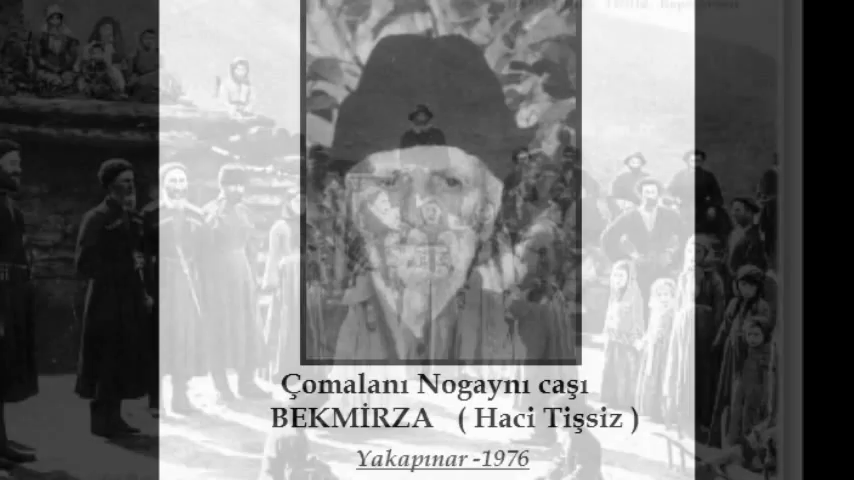 Çomalanı Nogaynı caşı
BEKMİRZA ( Haci Tişsiz )
Yakapınar -1976